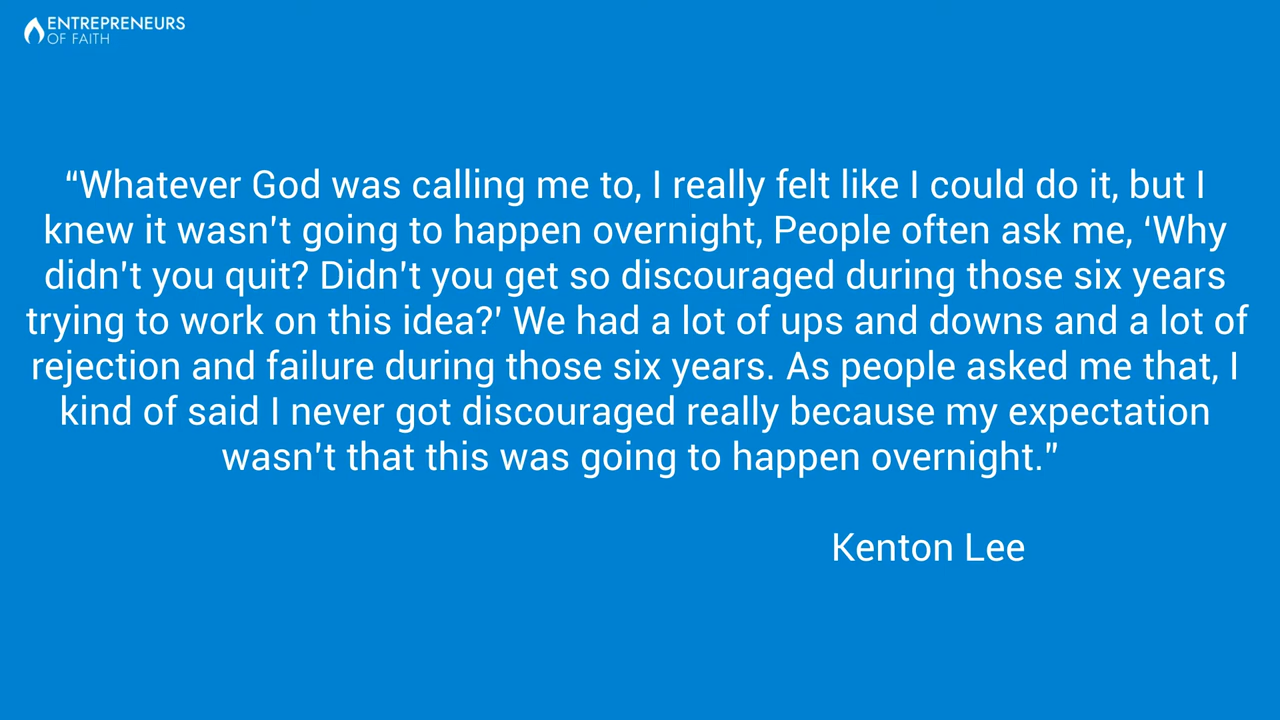 ENTREPRENEURS
OF FAITH
“Whatever God was calling me to, I really felt like I could do it, but I
knew it wasn't going to happen overnight, People often ask me, ‘Why
didn't you quit? Didn't you get so discouraged during those six years
trying to work on this idea?' We had a lot of ups and downs and a lot of
rejection and failure during those six years. As people asked me that, I
kind of said I never got discouraged really because my expectation
wasn't that this was going to happen overnight.”
Kenton Lee